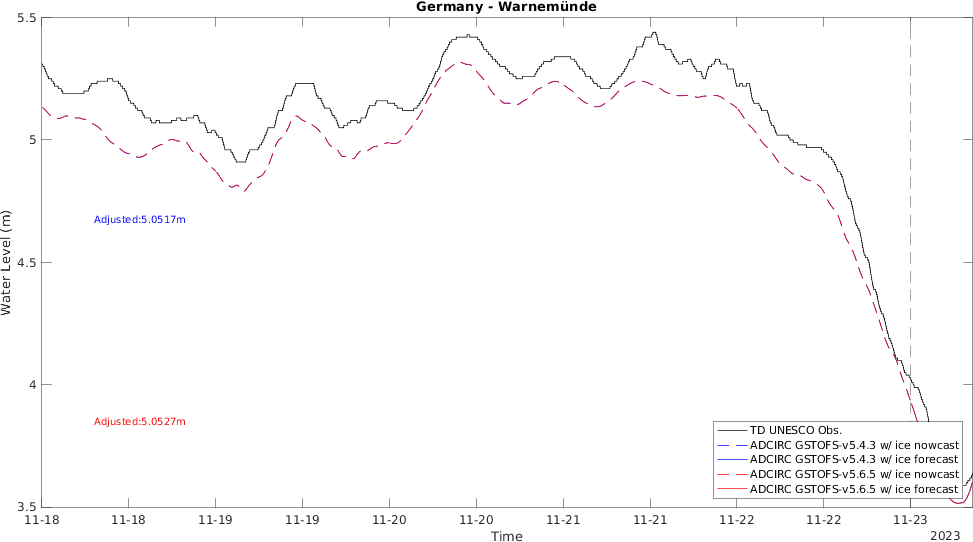 Germany - Warnemünde
5.5
5
4.5
4
3.5
Water Level (m)
Adjusted:5.0517m
Adjusted:5.0527m
TD UNESCO Obs.
ADCIRC GSTOFS-v5.4.3 w/ ice nowcast
ADCIRC GSTOFS-v5.4.3 w/ ice forecast
ADCIRC GSTOFS-v5.6.5 w/ ice nowcast
ADCIRC GSTOFS-v5.6.5 w/ ice forecast
11-18 11-18 11-19 11-19 11-20 11-20 11-21 11-21 11-22 11-22 11-23
Time
2023